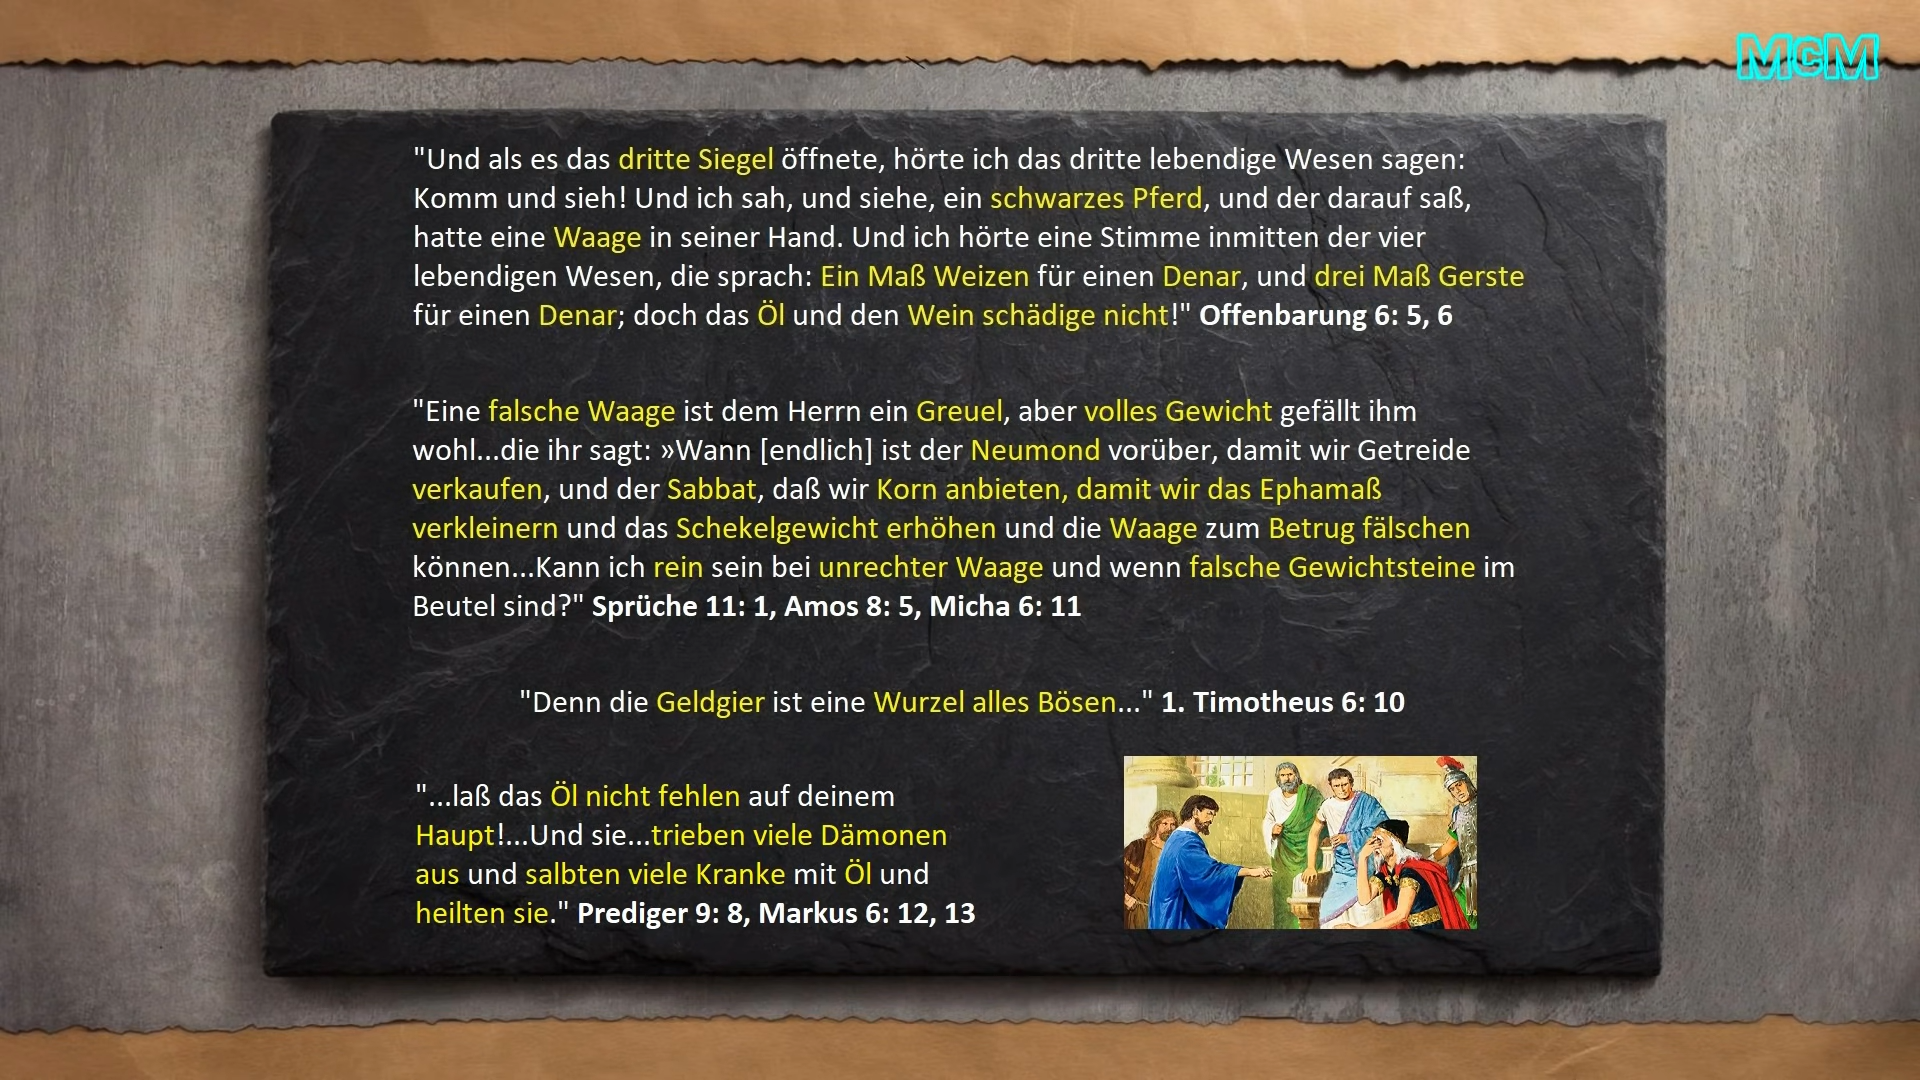 McM
"Und als es das dritte Siegel öffnete, hörte ich das dritte lebendige Wesen sagen:
Komm und sieh! Und ich sah, und siehe, ein schwarzes Pferd, und der darauf saß,
hatte eine Waage in seiner Hand. Und ich hörte eine Stimme inmitten der vier
lebendigen Wesen, die sprach: Ein Maß Weizen für einen Denar, und drei Maß Gerste
für einen Denar; doch das Öl und den Wein schädige nicht!" Offenbarung 6: 5, 6
"Eine falsche Waage ist dem Herrn ein Greuel, aber volles Gewicht gefällt ihm
wohl...die ihr sagt: »Wann [endlich] ist der Neumond vorüber, damit wir Getreide
verkaufen, und der Sabbat, daß wir Korn anbieten, damit wir das Ephamaß
verkleinern und das Schekelgewicht erhöhen und die Waage zum Betrug fälschen
können...Kann ich rein sein bei unrechter Waage und wenn falsche Gewichtsteine im
Beutel sind?" Sprüche 11: 1, Amos 8: 5, Micha 6: 11
"Denn die Geldgier ist eine Wurzel alles Bösen..." 1. Timotheus 6: 10
"...laß das Öl nicht fehlen auf deinem
Haupt!...Und sie...trieben viele Dämonen
aus und salbten viele Kranke mit Öl und
heilten sie." Prediger 9: 8, Markus 6: 12, 13